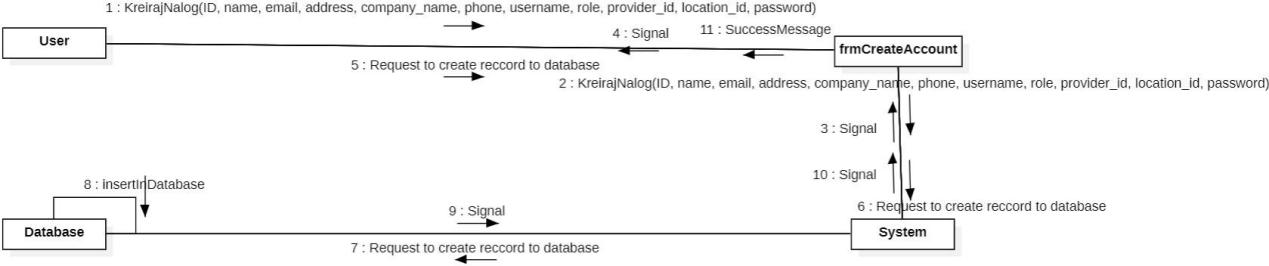 1 : KreirajNalog(ID, name, email, address, company_name, phone, username, role, provider_id, location_id, password)
User
4 : Signal
11 : SuccessMessage
frmCreateAccount
5 : Request to create reccord to database
2 : KreirajNalog(ID, name, email, address, company_name, phone, username, role, provider_id, location_id, password)
3 : Signal
10 : Signal
8 : insertInDatabase
6 : Request to create reccord to database
9 : Signal
Database
System
7 : Request to create reccord to database